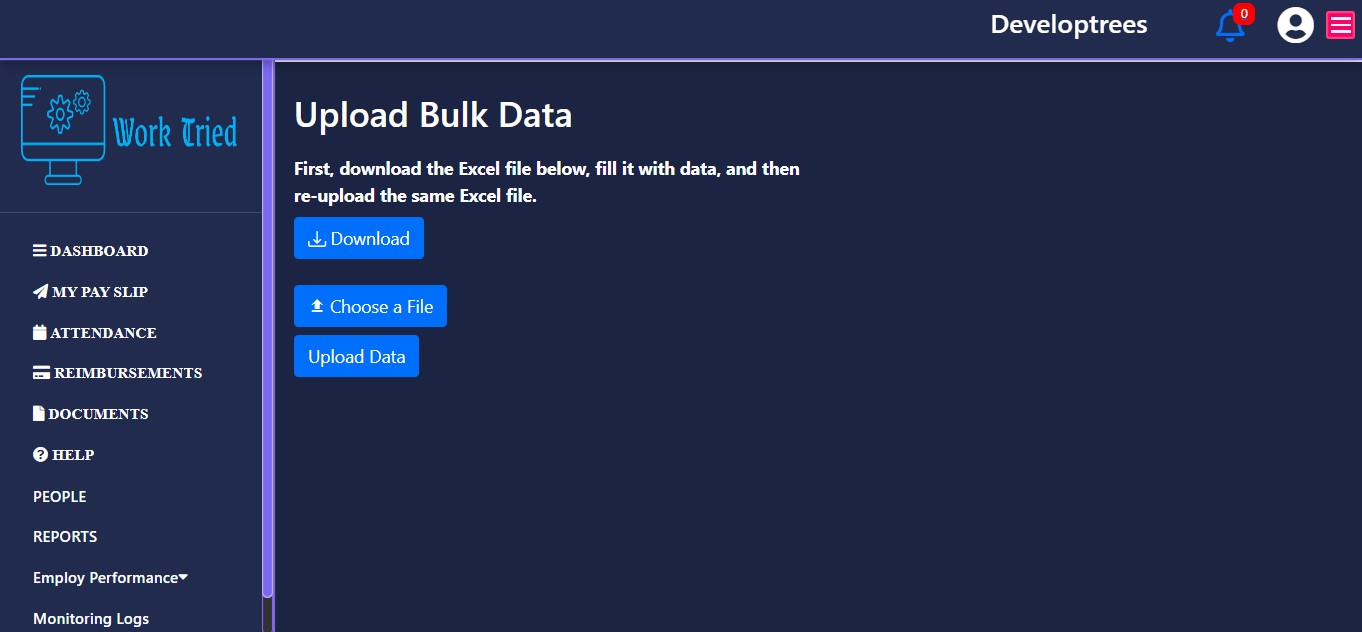 Developtrees
0
Work Tried
Upload Bulk Data
First, download the Excel file below, fill it with data, and then
re-upload the same Excel file.
Download
Choose a File
Upload Data
DASHBOARD
MY PAY SLIP
ATTENDANCE
REIMBURSEMENTS
DOCUMENTS
HELP
PEOPLE
REPORTS
Employ Performance
Monitoring Logs